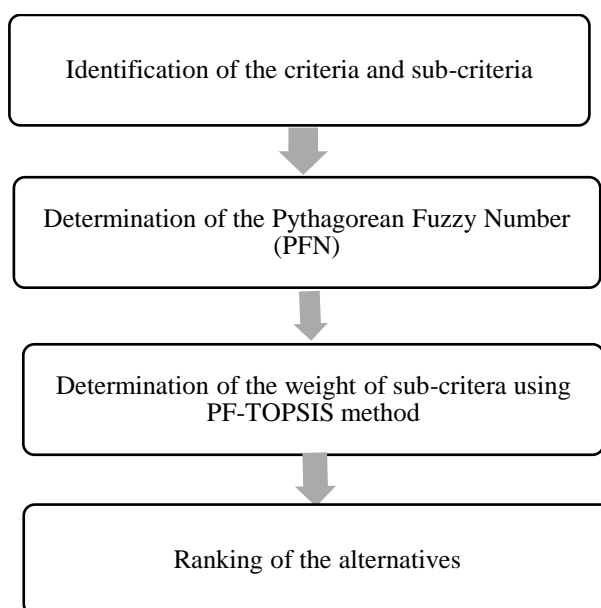 Identification of the criteria and sub-criteria
Determination of the Pythagorean Fuzzy Number
(PFN)
Determination of the weight of sub-critera using
PF-TOPSIS method
Ranking of the alternatives